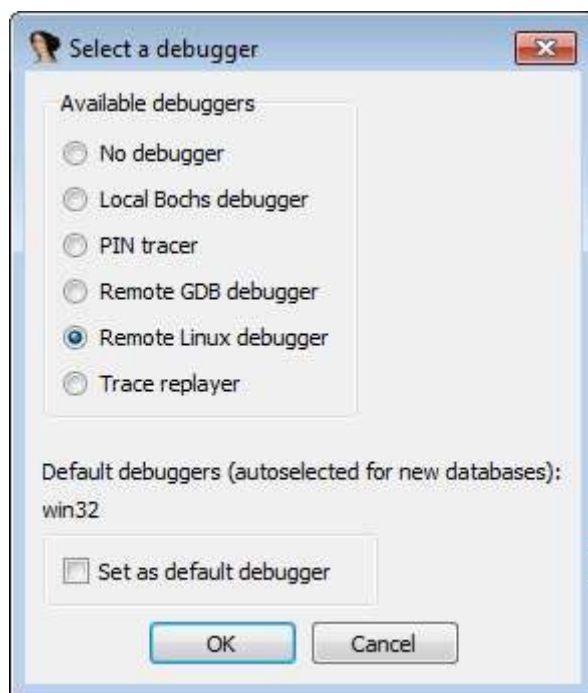 Select a debugger
Available debuggers
No debugger
Local Bochs debugger
PIN tracer
Remote GDB debugger
Remote Linux debugger
Trace replayer
Default debuggers (autoselected for new databases):
win32
Set as default debugger
OK Cancel